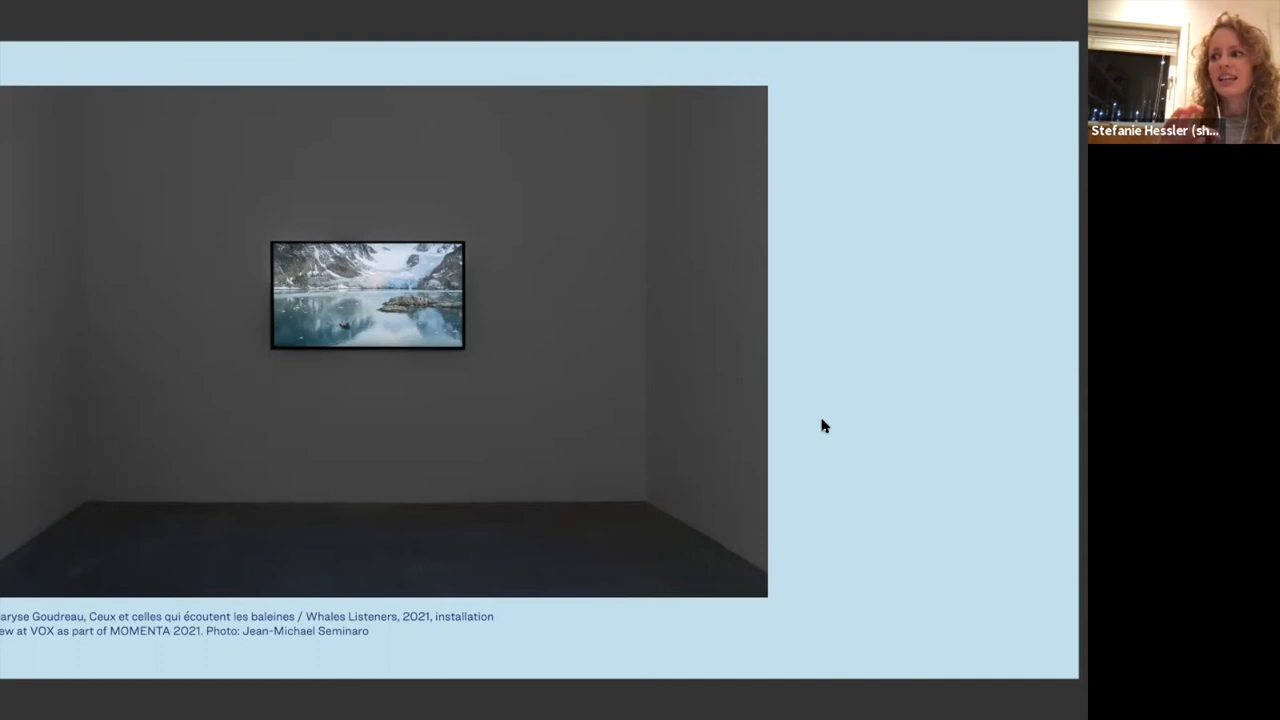 Stefanie Hessler (sh...
aryse Goudreau, Ceux et celles qui écoutent les baleines / Whales Listeners, 2021, installation
ew at VOX as part of MOMENTA 2021. Photo: Jean-Michael Seminaro